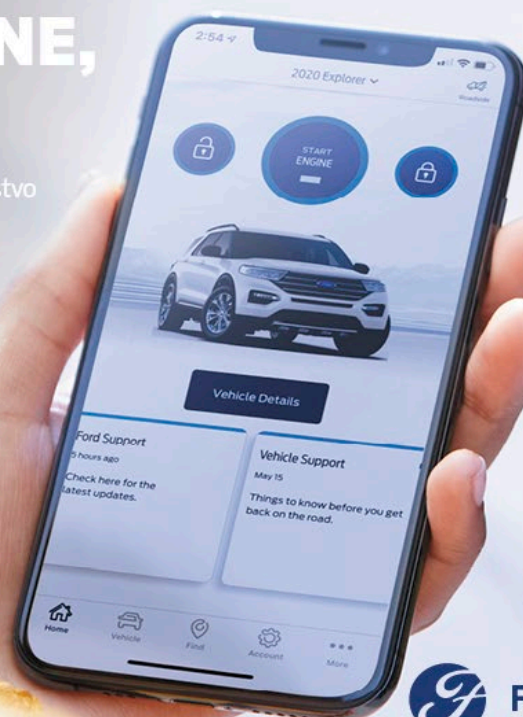 NE,
tvo
2:54
2020 Explorer
Roadside
START
ENGINE
Vehicle Details
Ford Support
5 hours ago
Check here for the
latest updates.
Vehicle Support
May 15
Things to know before you get
back on the road.
Home
Vehicle
Find
Account
More
F